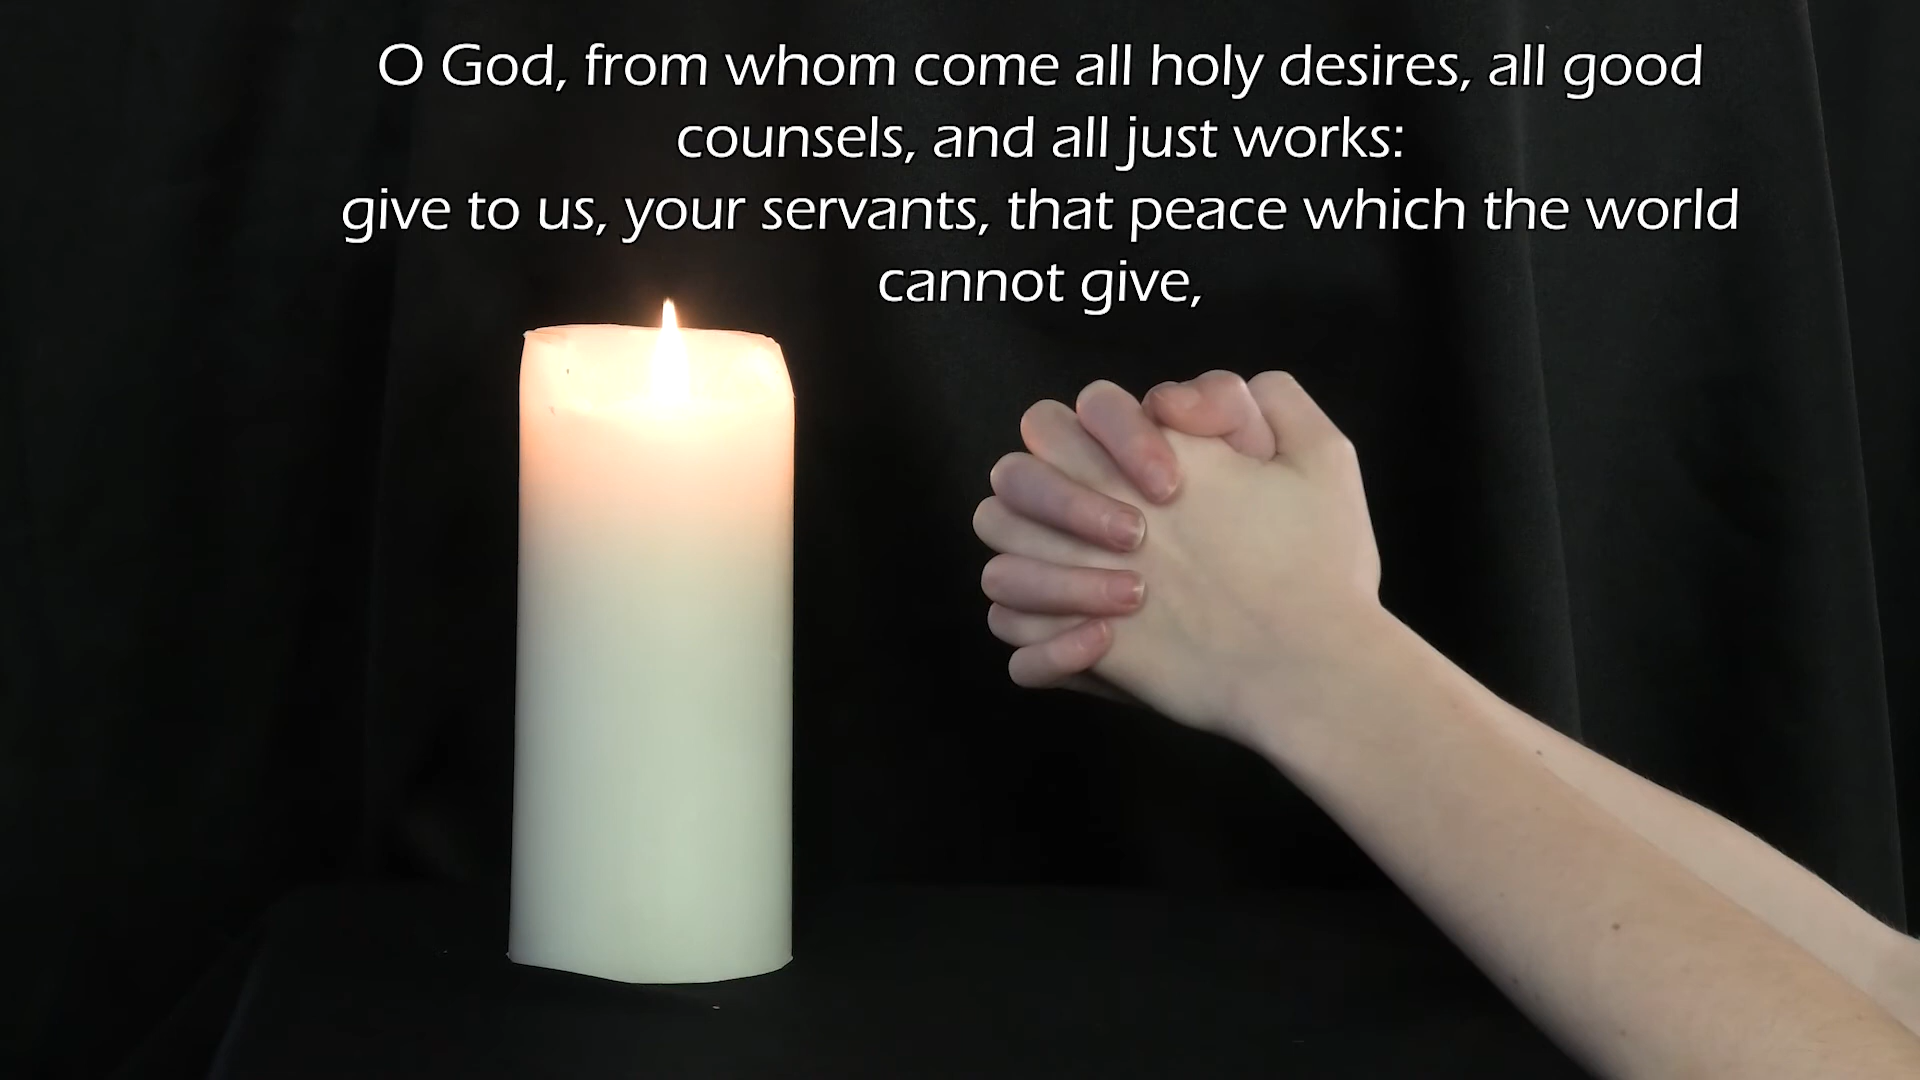 O God, from whom come all holy desires, all good
counsels, and all just works:
give to us, your servants, that peace which the world
cannot give,